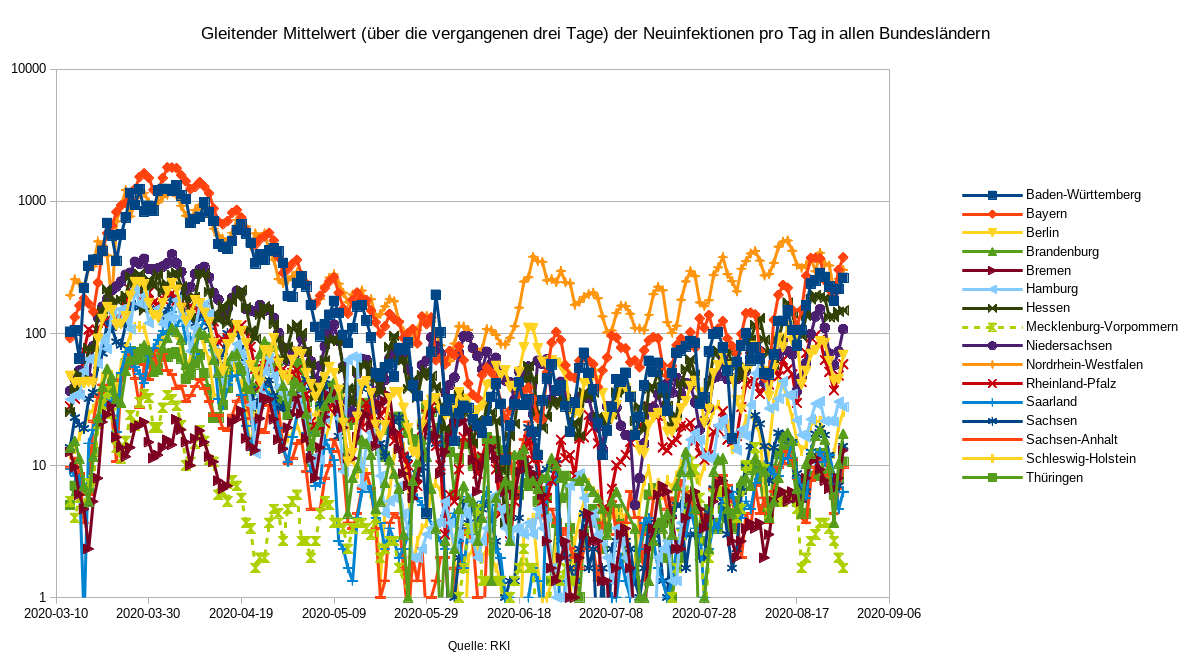 Gleitender Mittelwert (über die vergangenen drei Tage) der Neuinfektionen pro Tag in allen Bundesländern
10000
1000
100
10
1
2020-03-10 2020-03-30 2020-04-19 2020-05-09 2020-05-29 2020-06-18 2020-07-08 2020-07-28 2020-08-17 2020-09-06
Baden-Württemberg
Bayern
Berlin
Brandenburg
Bremen
Hamburg
Hessen
Mecklenburg-Vorpommern
Niedersachsen
Nordrhein-Westfalen
Rheinland-Pfalz
Saarland
Sachsen
Sachsen-Anhalt
Schleswig-Holstein
Thüringen
Quelle: RKI